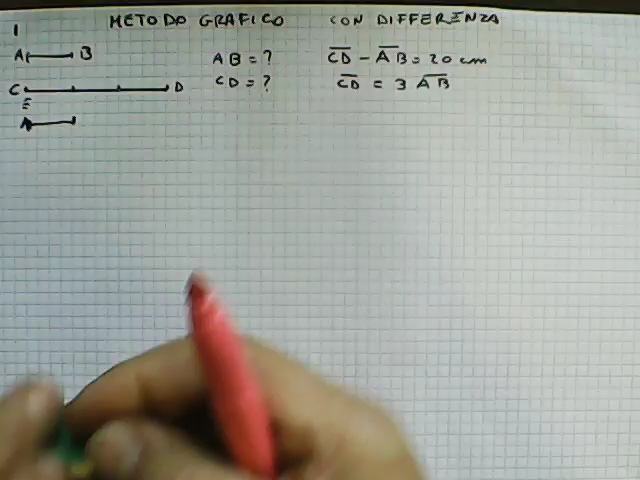 1 METODO GRAFICO CON DIFFERENZA
A B AB = ? CD - AB = 20 cm
C D CD = ? CD = 3 AB
E
A